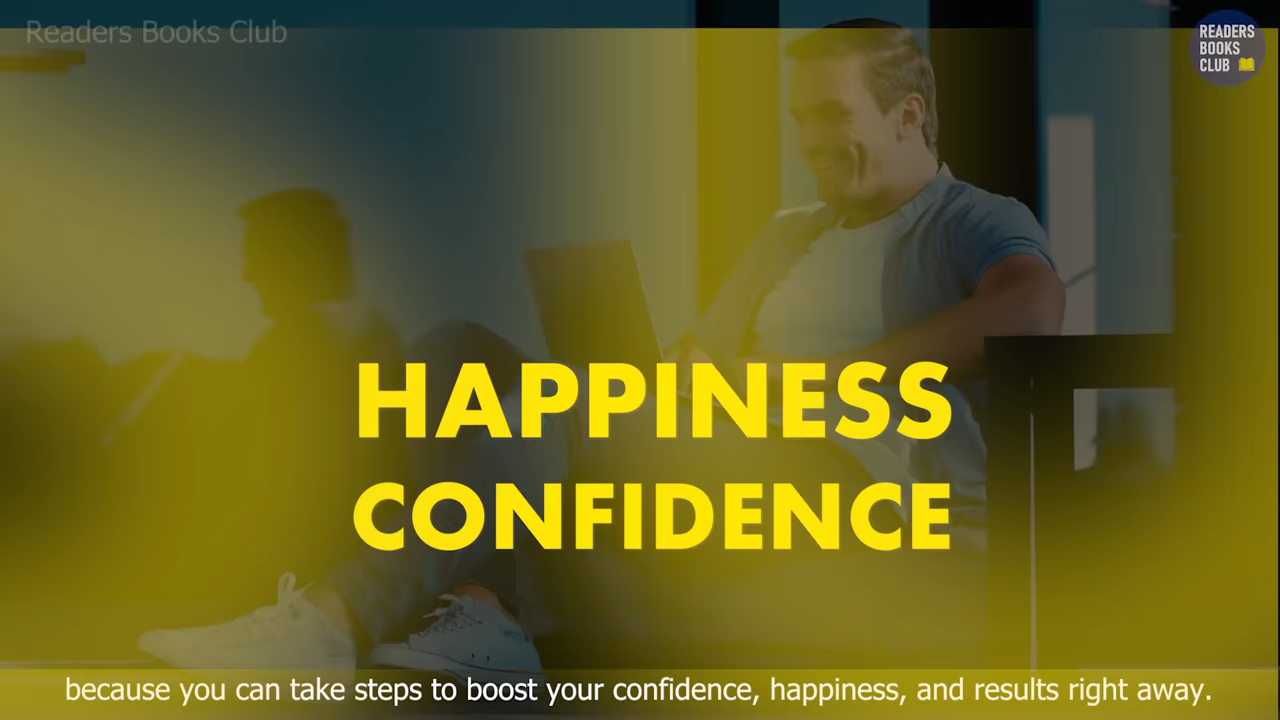 Readers Books Club
READERS
BOOKS
CLUB
HAPPINESS
CONFIDENCE
because you can take steps to boost your confidence, happiness, and results right away.